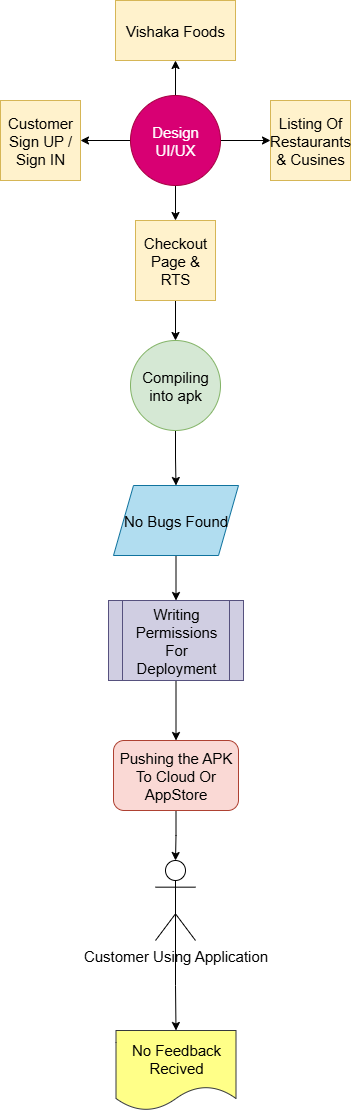 Vishaka Foods
Customer
Sign UP /
Sign IN
Design
UI/UX
Listing Of
Restaurants
& Cusines
Checkout
Page &
RTS
Compiling
into apk
No Bugs Found
Writing
Permissions
For
Deployment
Pushing the APK
To Cloud Or
AppStore
Customer Using Application
No Feedback
Recived